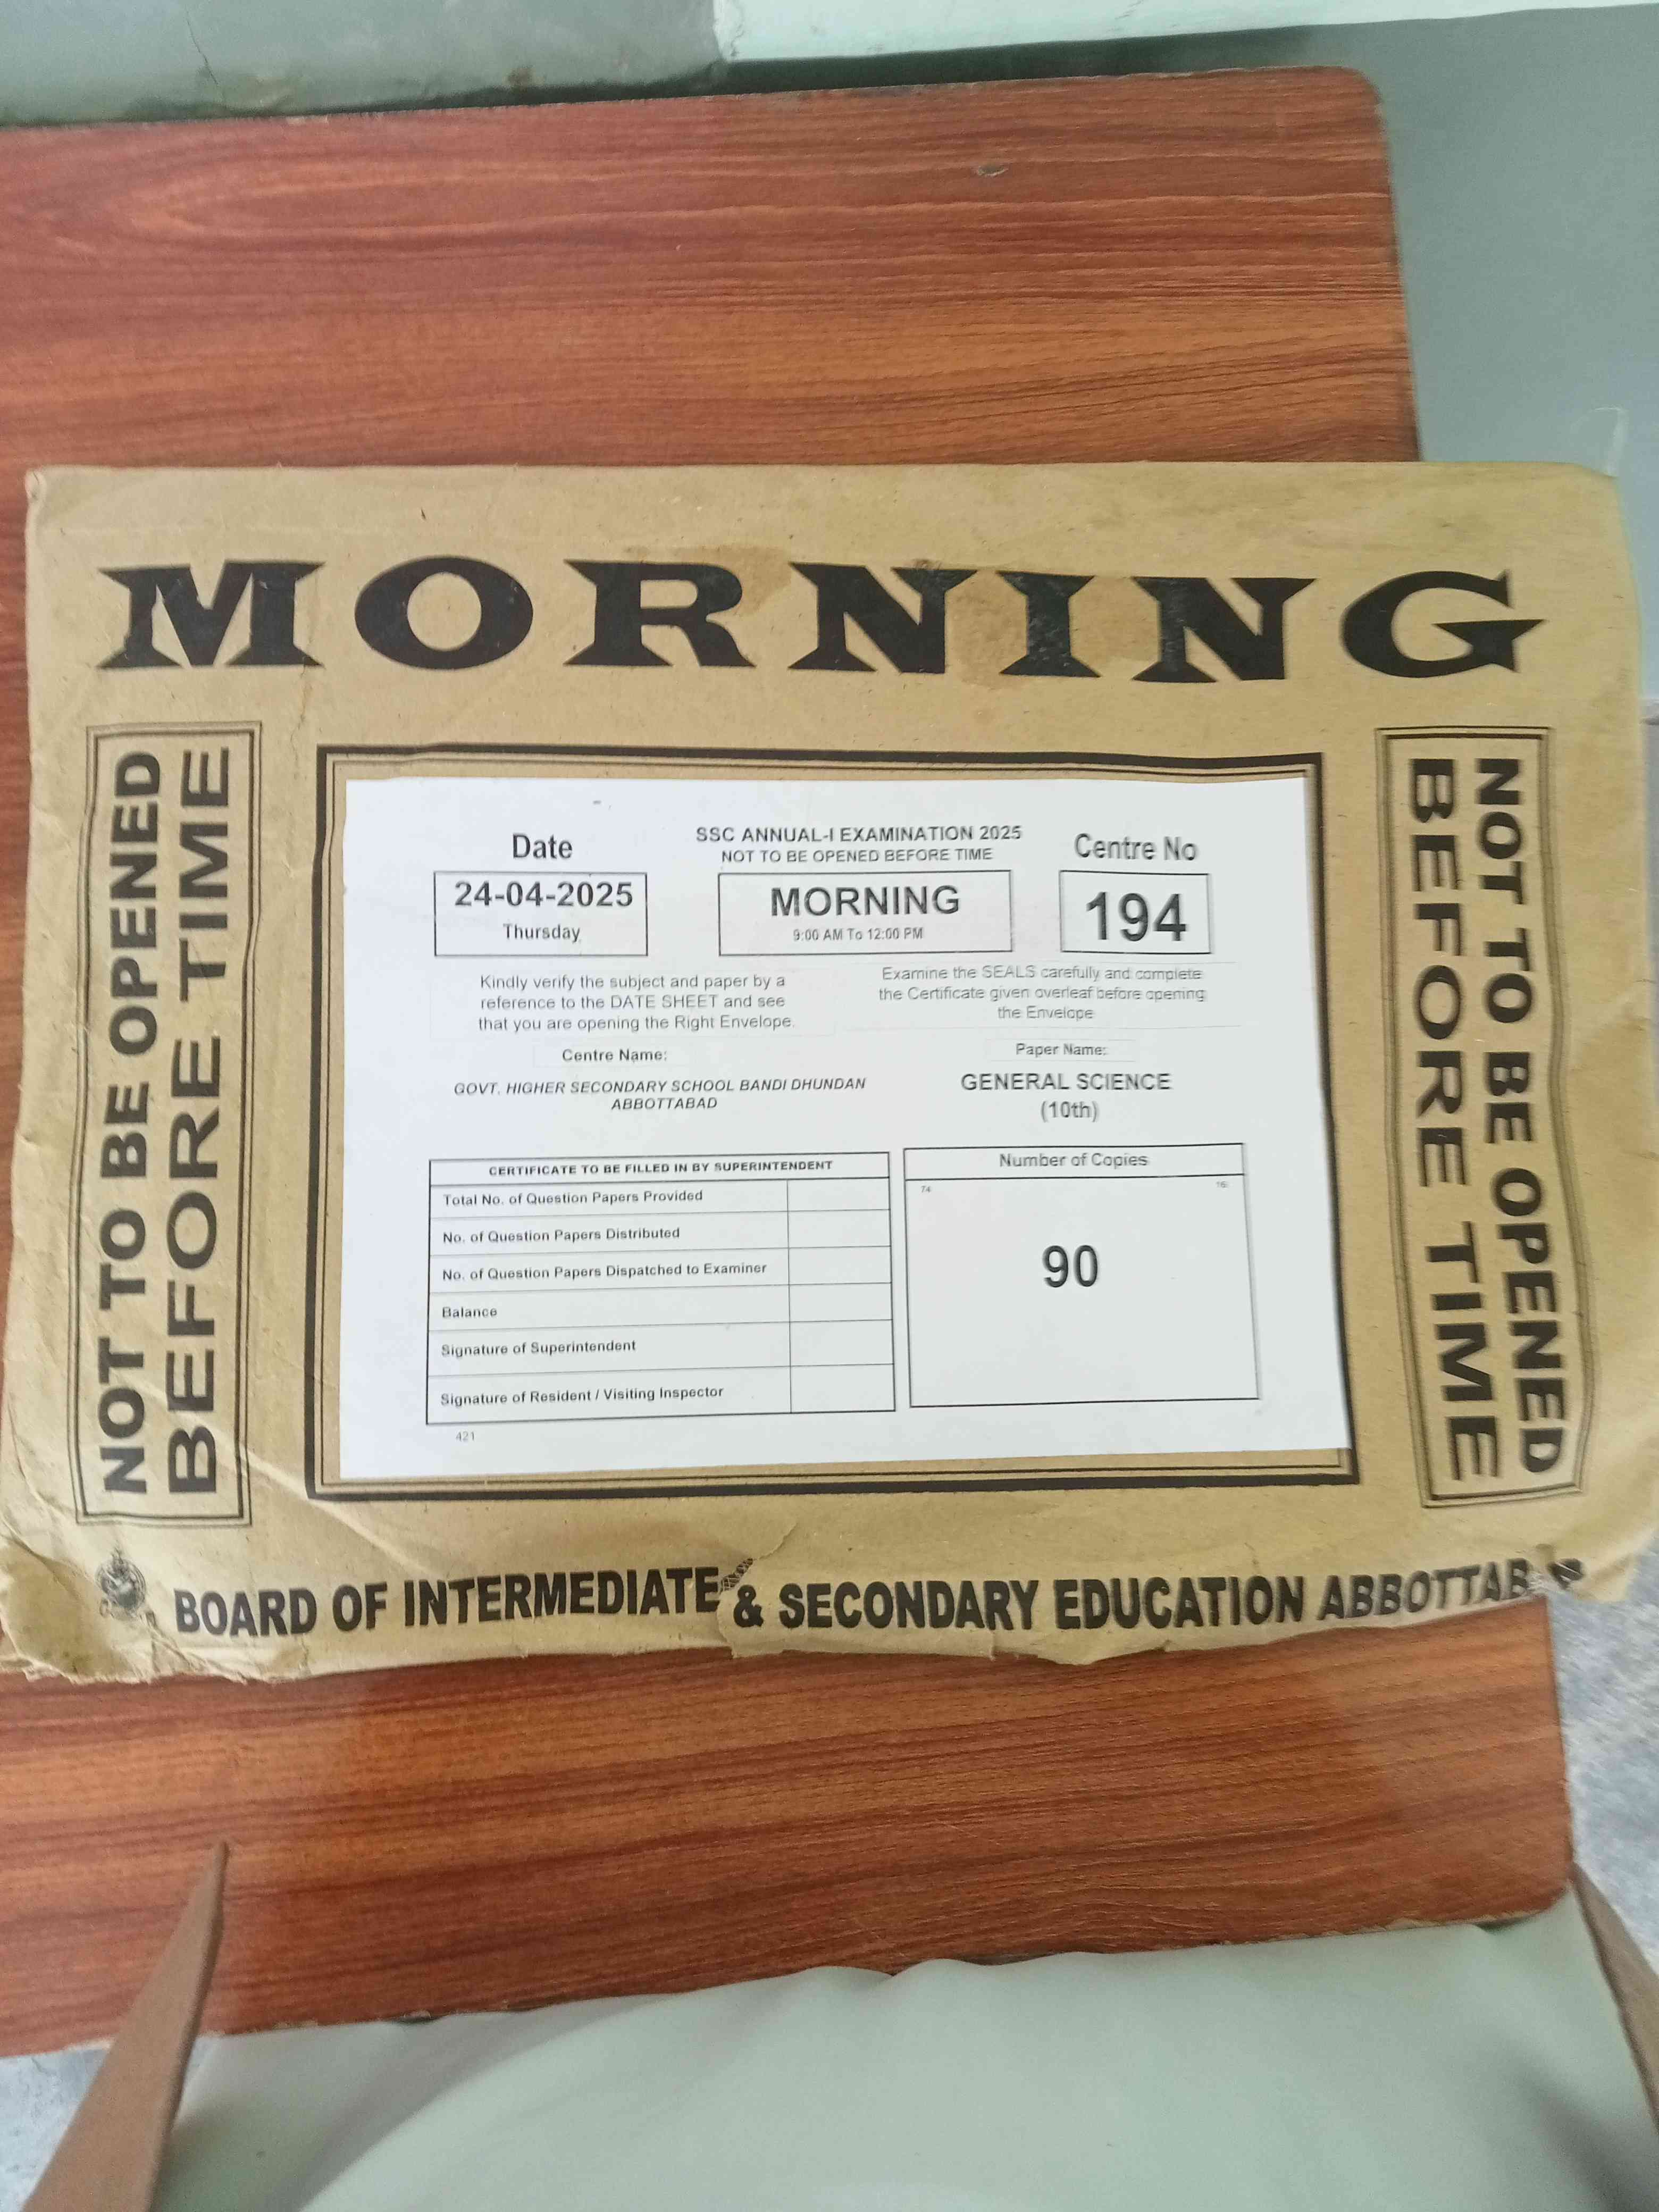 MORNING
NOT TO BE OPENED
BEFORE TIME
Date
24-04-2025
Thursday
SSC ANNUAL-I EXAMINATION 2025
NOT TO BE OPENED BEFORE TIME
MORNING
9:00 AM To 12:00 PM
Centre No
194
Kindly verify the subject and paper by a
reference to the DATE SHEET and see
that you are opening the Right Envelope.
Examine the SEALS carefully and complete
the Certificate given overleaf before opening
the Envelope
Centre Name:
GOVT. HIGHER SECONDARY SCHOOL BANDI DHUNDAN
ABBOTTABAD
Paper Name:
GENERAL SCIENCE
(10th)
CERTIFICATE TO BE FILLED IN BY SUPERINTENDENT
Total No. of Question Papers Provided
No. of Question Papers Distributed
No. of Question Papers Dispatched to Examiner
Balance
Signature of Superintendent
Signature of Resident / Visiting Inspector
421
Number of Copies
74 16
90
NOT TO BE OPENED
BEFORE TIME
BOARD OF INTERMEDIATE & SECONDARY EDUCATION